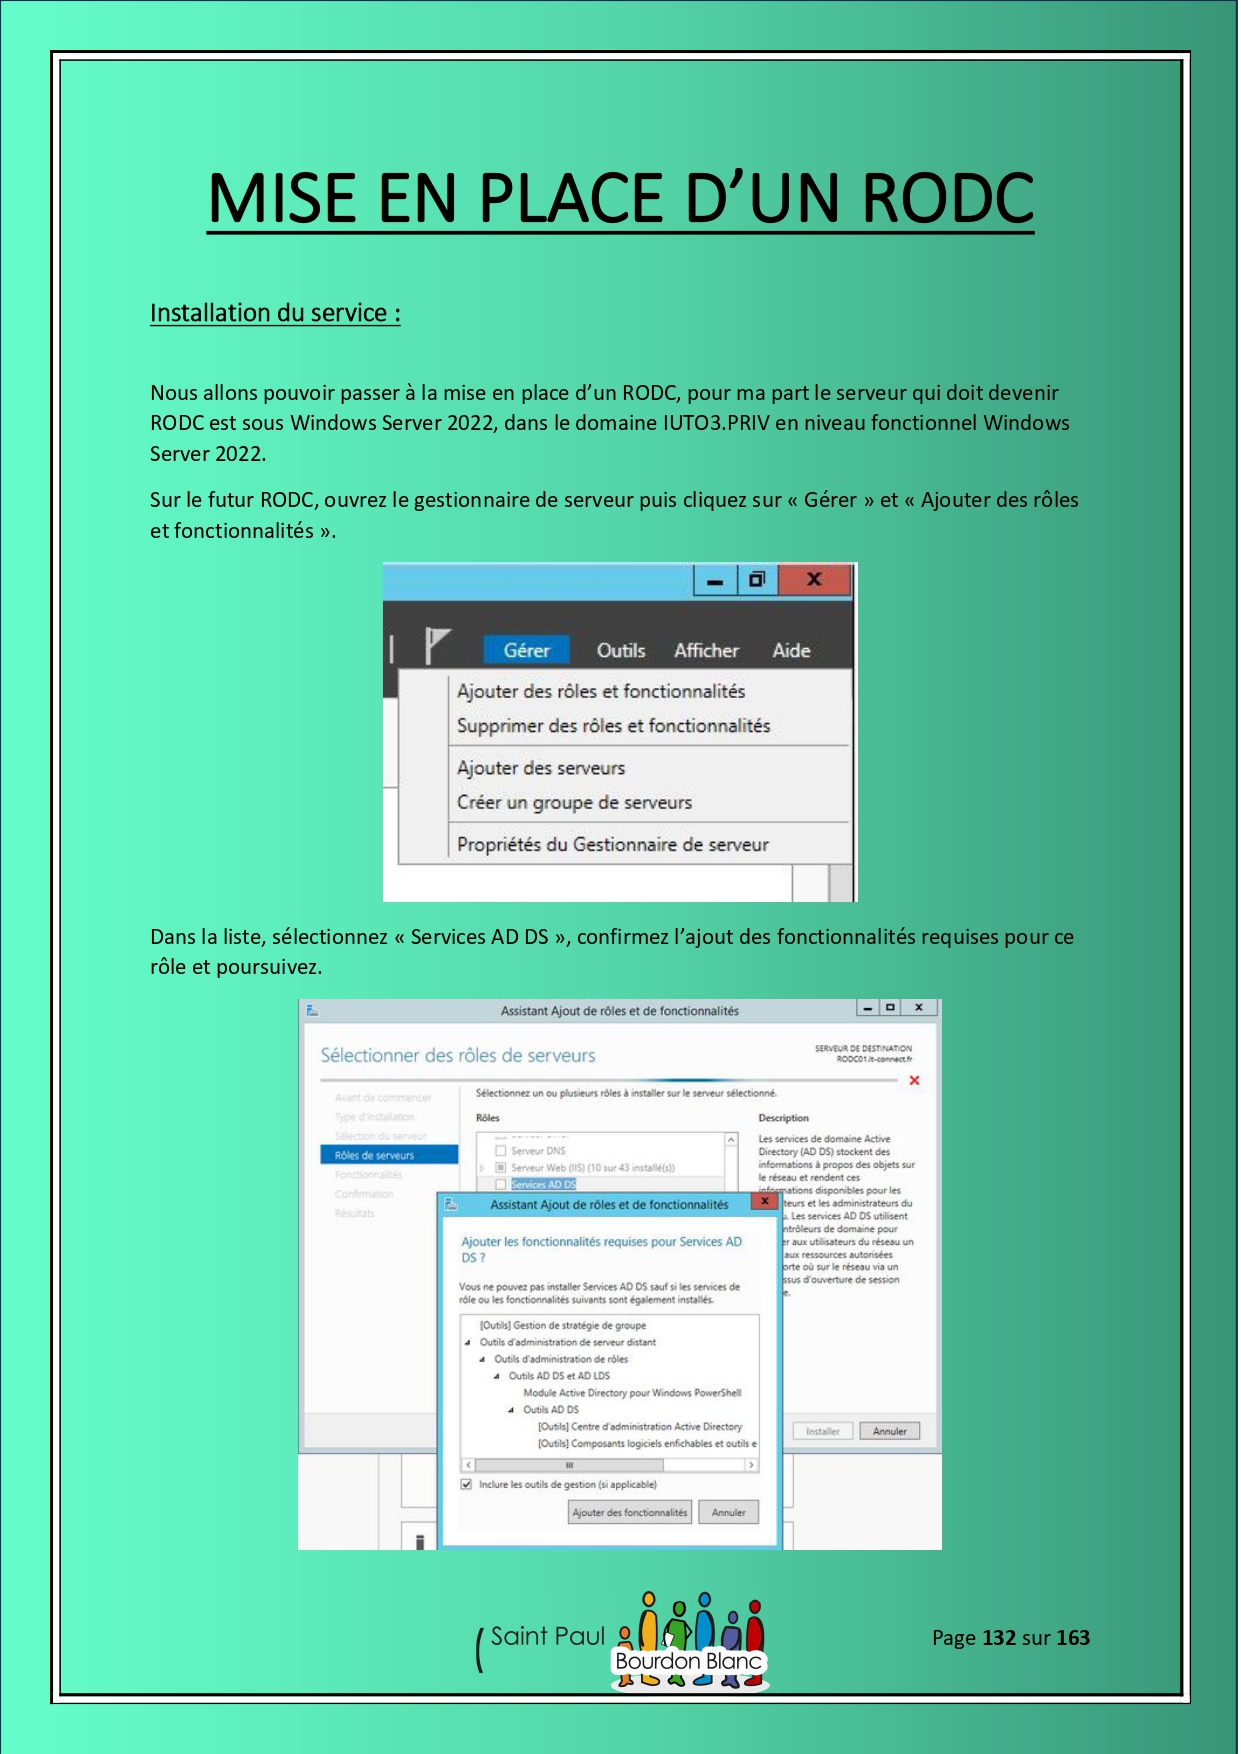 MISE EN PLACE D’UN RODC
Installation du service :
Nous allons pouvoir passer à la mise en place d’un RODC, pour ma part le serveur qui doit devenir
RODC est sous Windows Server 2022, dans le domaine IUTO3.PRIV en niveau fonctionnel Windows
Server 2022.
Sur le futur RODC, ouvrez le gestionnaire de serveur puis cliquez sur « Gérer » et « Ajouter des rôles
et fonctionnalités ».
Gérer Outils Afficher Aide
Ajouter des rôles et fonctionnalités
Supprimer des rôles et fonctionnalités
Ajouter des serveurs
Créer un groupe de serveurs
Propriétés du Gestionnaire de serveur
Dans la liste, sélectionnez « Services AD DS », confirmez l’ajout des fonctionnalités requises pour ce
rôle et poursuivez.
Assistant Ajout de rôles et de fonctionnalités
Sélectionner des rôles de serveurs
SERVEUR DE DESTINATION
RODC01.it-connect.fr
Avant de commencer
Type d'installation
Sélection du serveur
Rôles de serveurs
Fonctionnalités
Confirmation
Résultats
Sélectionnez un ou plusieurs rôles à installer sur le serveur sélectionné.
Rôles
Serveur DNS
Serveur Web (IIS) (10 sur 43 installé(s))
Services AD DS
Description
Les services de domaine Active
Directory (AD DS) stockent des
informations à propos des objets sur
le réseau et rendent ces
informations disponibles pour les
teurs et les administrateurs du
. Les services AD DS utilisent
ntrôleurs de domaine pour
er aux utilisateurs du réseau un
aux ressources autorisées
orte où sur le réseau via un
ssus d'ouverture de session
e.
Assistant Ajout de rôles et de fonctionnalités
Ajouter les fonctionnalités requises pour Services AD
DS ?
Vous ne pouvez pas installer Services AD DS sauf si les services de
rôle ou les fonctionnalités suivants sont également installés.
[Outils] Gestion de stratégie de groupe
Outils d'administration de serveur distant
Outils d'administration de rôles
Outils AD DS et AD LDS
Module Active Directory pour Windows PowerShell
Outils AD DS
[Outils] Centre d'administration Active Directory
[Outils] Composants logiciels enfichables et outils e
Inclure les outils de gestion (si applicable)
Ajouter des fonctionnalités Annuler
Installer Annuler
Saint Paul
Bourdon Blanc
Page 132 sur 163